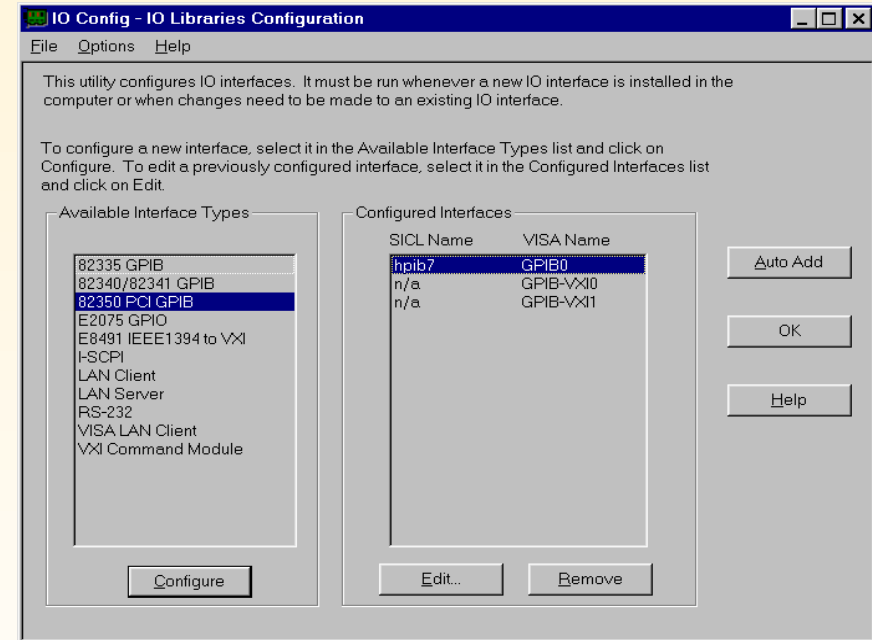 IO Config - IO Libraries Configuration
File Options Help
This utility configures IO interfaces. It must be run whenever a new IO interface is installed in the
computer or when changes need to be made to an existing IO interface.
To configure a new interface, select it in the Available Interface Types list and click on
Configure. To edit a previously configured interface, select it in the Configured Interfaces list
and click on Edit.
Available Interface Types
82335 GPIB
82340/82341 GPIB
82350 PCI GPIB
E2075 GPIO
E8491 IEEE1394 to VXI
I-SCPI
LAN Client
LAN Server
RS-232
VISA LAN Client
VXI Command Module
Configure
Configured Interfaces
SICL Name VISA Name
hpib7 GPIB0
n/a GPIB-VXI0
n/a GPIB-VXI1
Edit... Remove
Auto Add
OK
Help